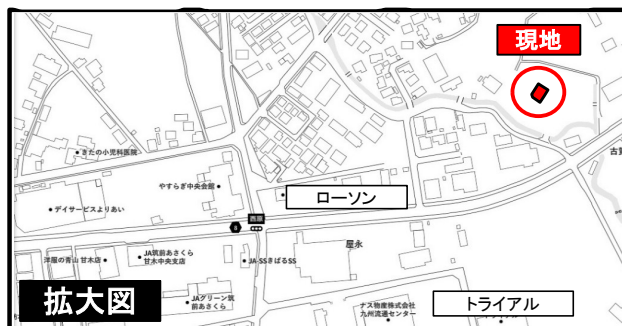 現地
きたの小児科医院
古賀
やすらぎ中央会館
ローソン
デイサービスよりあい
西原
8
屋永
洋服の青山 甘木店
JA筑前あさくら
甘木中央支店
JA-SSきばるSS
JAグリーン筑
前あさくら
ナス物産株式会社
九州流通センター
トライアル
拡大図